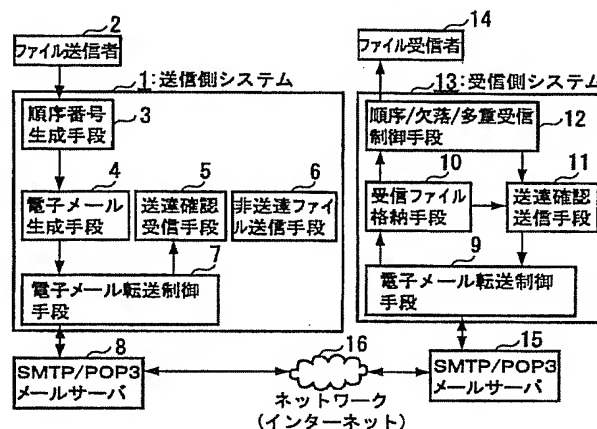 2
ファイル送信者
1:送信側システム
順序番号
生成手段
3
4
電子メール
生成手段
5
送達確認
受信手段
6
非送達ファイ
ル送信手段
7
電子メール転送制御
手段
8
SMTP/POP3
メールサーバ
16
ネットワーク
(インターネット)
14
ファイル受信者
13:受信側システム
順序/欠落/多重受信
制御手段
12
10
受信ファイル
格納手段
11
送達確認
送信手段
9
電子メール転送制御
手段
15
SMTP/POP3
メールサーバ